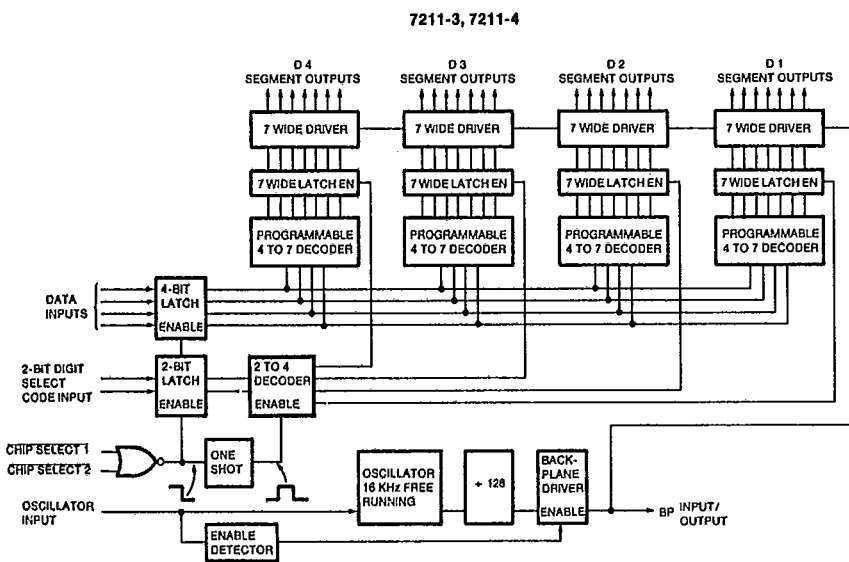 7211-3, 7211-4
D 4
SEGMENT OUTPUTS
D 3
SEGMENT OUTPUTS
D 2
SEGMENT OUTPUTS
D 1
SEGMENT OUTPUTS
7 WIDE DRIVER
7 WIDE DRIVER
7 WIDE DRIVER
7 WIDE DRIVER
7 WIDE LATCH EN
7 WIDE LATCH EN
7 WIDE LATCH EN
7 WIDE LATCH EN
PROGRAMMABLE
4 TO 7 DECODER
PROGRAMMABLE
4 TO 7 DECODER
PROGRAMMABLE
4 TO 7 DECODER
PROGRAMMABLE
4 TO 7 DECODER
DATA
INPUTS
4-BIT
LATCH
ENABLE
2-BIT DIGIT
SELECT
CODE INPUT
2-BIT
LATCH
ENABLE
2 TO 4
DECODER
ENABLE
CHIP SELECT 1
CHIP SELECT 2
ONE
SHOT
OSCILLATOR
16 KHz FREE
RUNNING
÷ 128
BACK-
PLANE
DRIVER
ENABLE
BP INPUT/
OUTPUT
OSCILLATOR
INPUT
ENABLE
DETECTOR